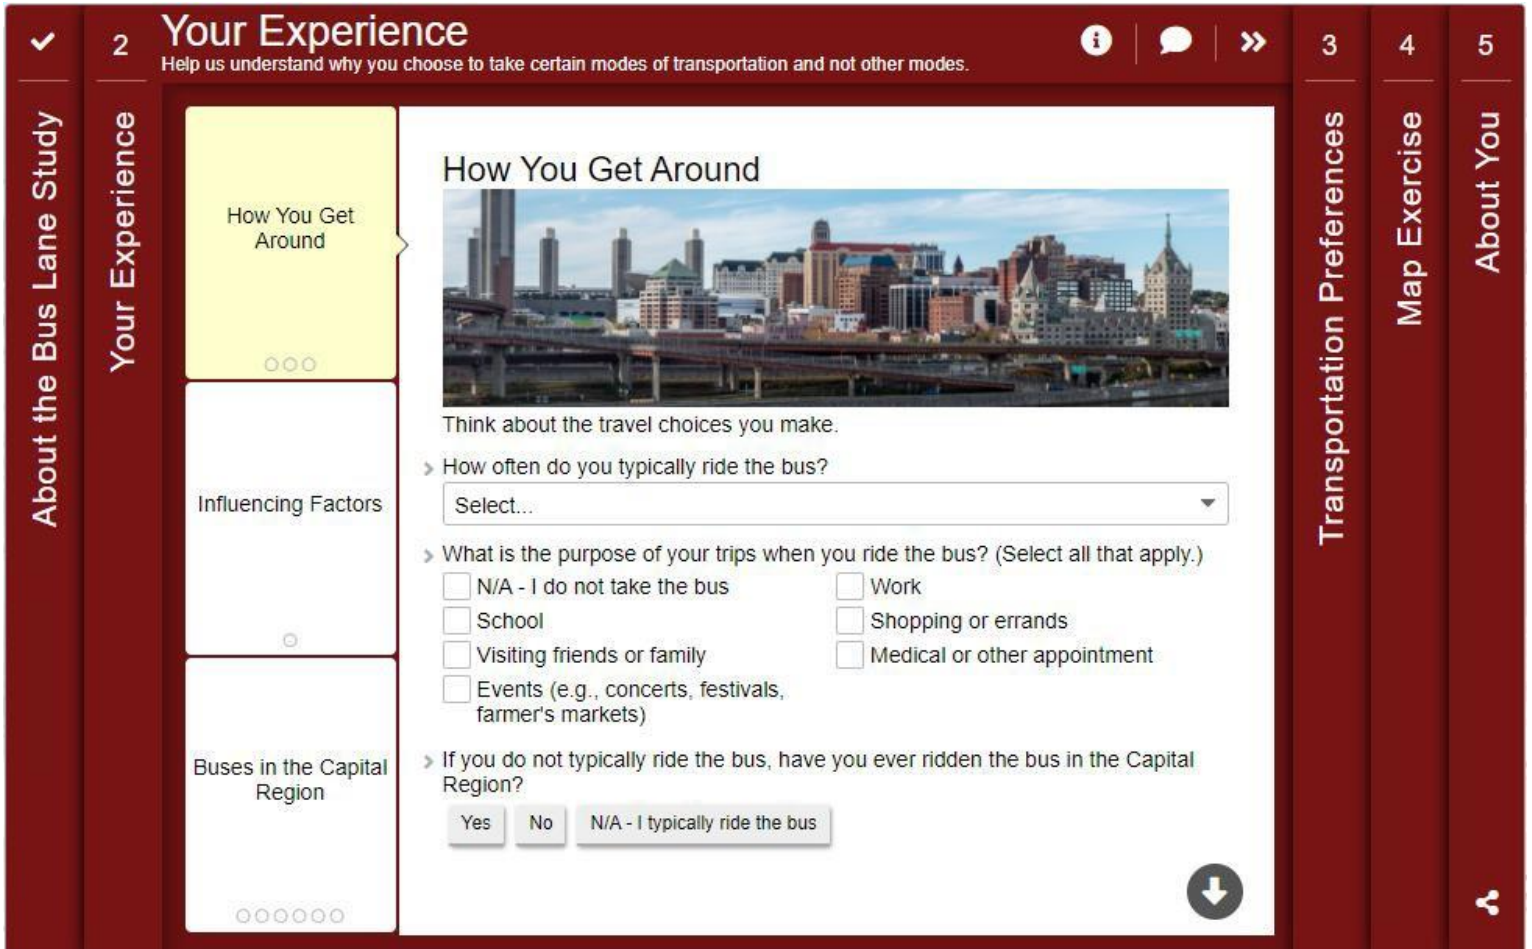 About the Bus Lane Study
2
Your Experience
Your Experience
Help us understand why you choose to take certain modes of transportation and not other modes.
How You Get
Around
Influencing Factors
Buses in the Capital
Region
How You Get Around
Think about the travel choices you make.
How often do you typically ride the bus?
Select...
What is the purpose of your trips when you ride the bus? (Select all that apply.)
N/A - I do not take the bus
Work
School
Shopping or errands
Visiting friends or family
Medical or other appointment
Events (e.g., concerts, festivals,
farmer's markets)
If you do not typically ride the bus, have you ever ridden the bus in the Capital
Region?
Yes No N/A - I typically ride the bus
3
Transportation Preferences
4
Map Exercise
5
About You